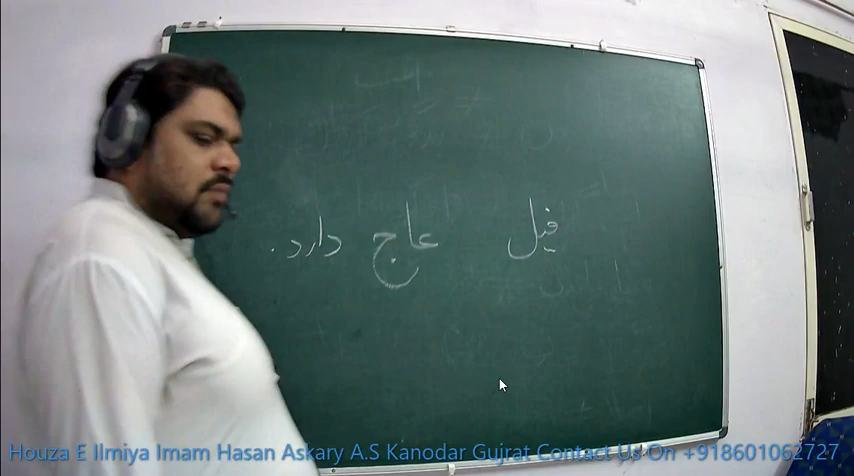 فیل عاج دارد.
Houza E Ilmiya Imam Hasan Askary A.S Kanodar Gujrat Contact Us On +918601062727